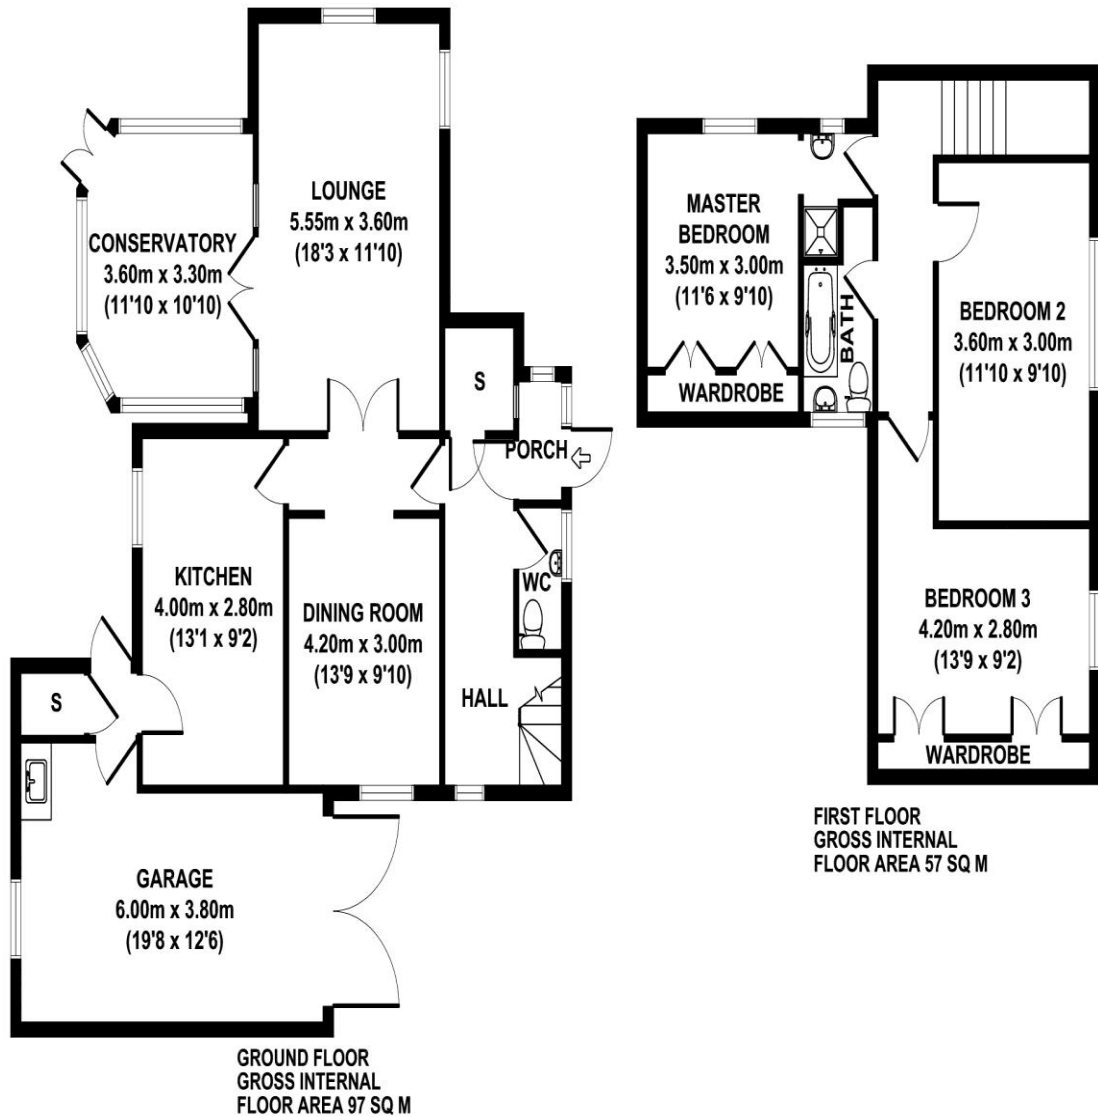 LOUNGE
5.55m x 3.60m
(18'3 x 11'10)
CONSERVATORY
3.60m x 3.30m
(11'10 x 10'10)
S
PORCH
KITCHEN
4.00m x 2.80m
(13'1 x 9'2)
DINING ROOM
4.20m x 3.00m
(13'9 x 9'10)
WC
HALL
S
GARAGE
6.00m x 3.80m
(19'8 x 12'6)
GROUND FLOOR
GROSS INTERNAL
FLOOR AREA 97 SQ M
MASTER
BEDROOM
3.50m x 3.00m
(11'6 x 9'10)
WARDROBE
BATH
BEDROOM 2
3.60m x 3.00m
(11'10 x 9'10)
BEDROOM 3
4.20m x 2.80m
(13'9 x 9'2)
WARDROBE
FIRST FLOOR
GROSS INTERNAL
FLOOR AREA 57 SQ M